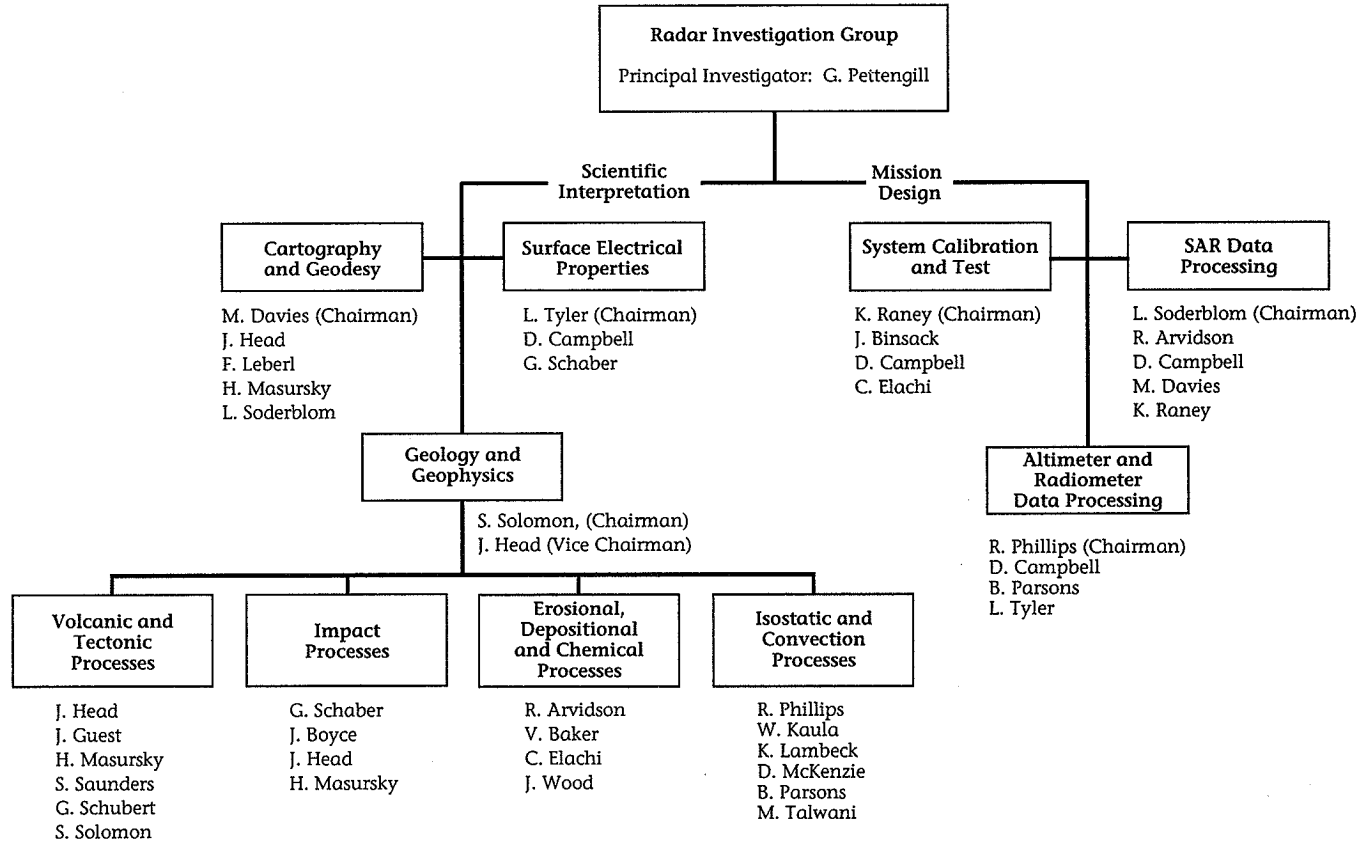 Radar Investigation Group
Principal Investigator: G. Pettengill
Scientific
Interpretation
Mission
Design
Cartography
and Geodesy
M. Davies (Chairman)
J. Head
F. Leberl
H. Masursky
L. Soderblom
Surface Electrical
Properties
L. Tyler (Chairman)
D. Campbell
G. Schaber
System Calibration
and Test
K. Raney (Chairman)
J. Binsack
D. Campbell
C. Elachi
SAR Data
Processing
L. Soderblom (Chairman)
R. Arvidson
D. Campbell
M. Davies
K. Raney
Geology and
Geophysics
S. Solomon, (Chairman)
J. Head (Vice Chairman)
Altimeter and
Radiometer
Data Processing
R. Phillips (Chairman)
D. Campbell
B. Parsons
L. Tyler
Volcanic and
Tectonic
Processes
J. Head
J. Guest
H. Masursky
S. Saunders
G. Schubert
S. Solomon
Impact
Processes
G. Schaber
J. Boyce
J. Head
H. Masursky
Erosional,
Depositional
and Chemical
Processes
R. Arvidson
V. Baker
C. Elachi
J. Wood
Isostatic and
Convection
Processes
R. Phillips
W. Kaula
K. Lambeck
D. McKenzie
B. Parsons
M. Talwani